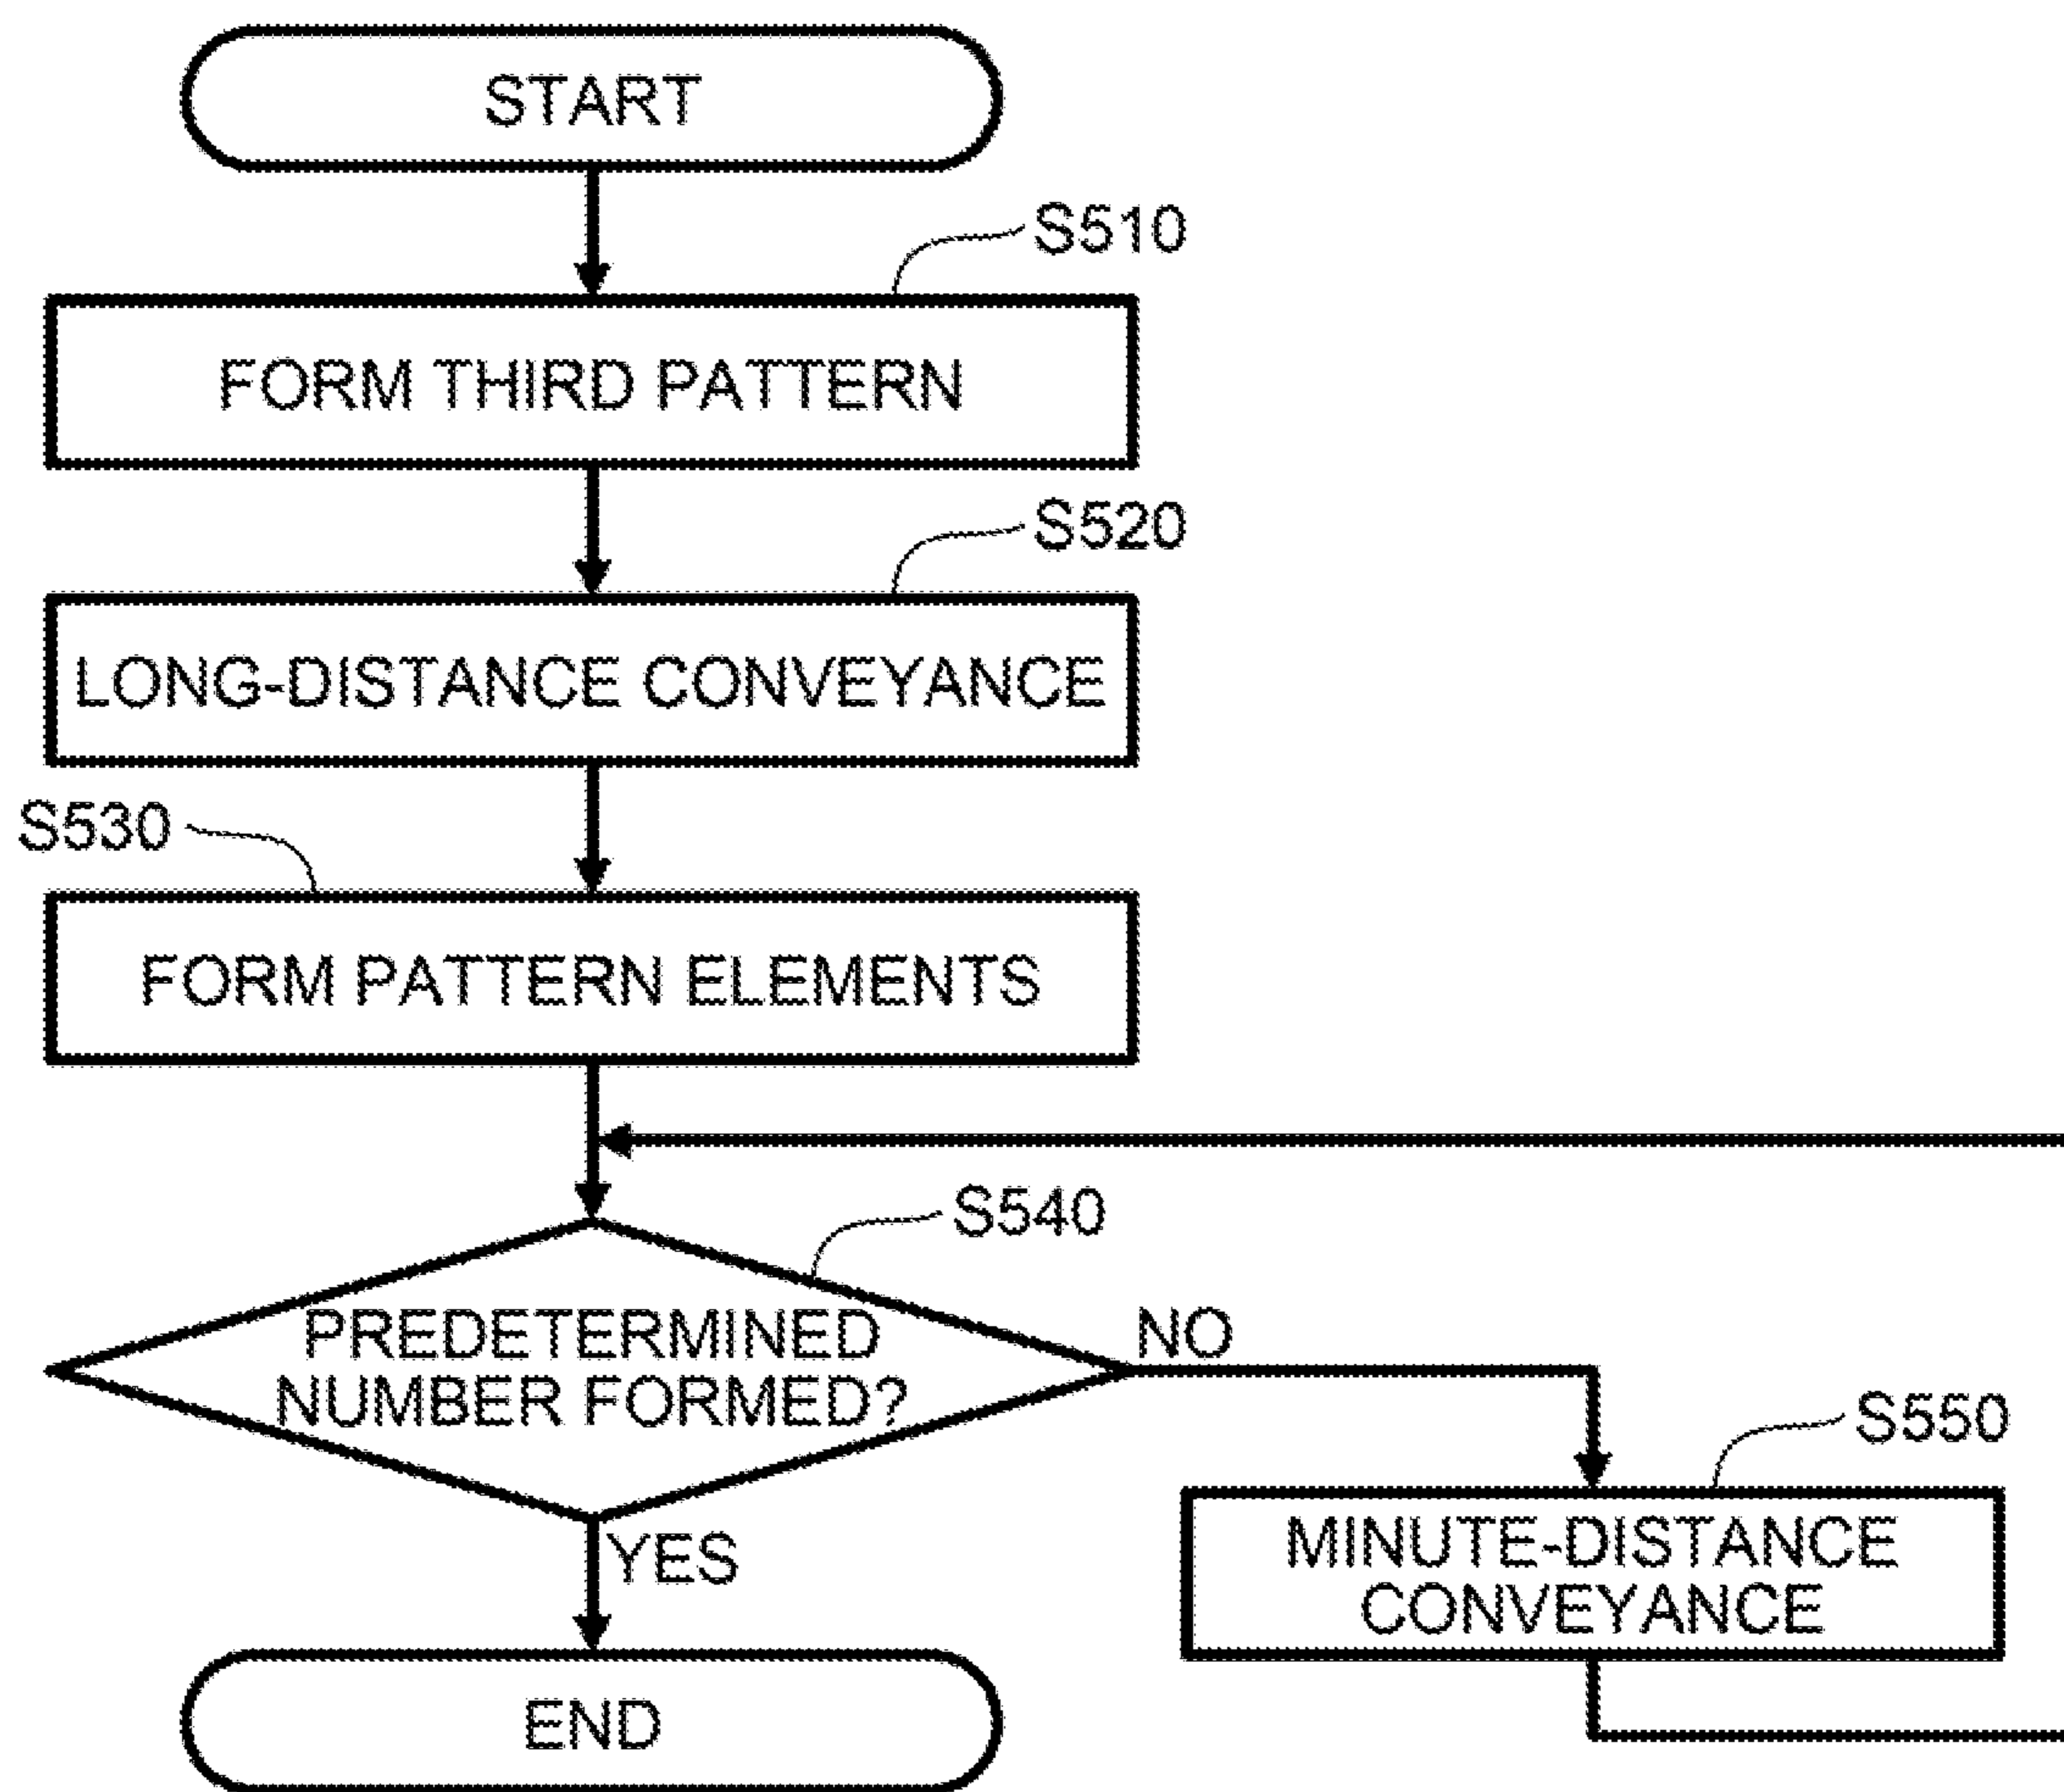 START
S510
FORM THIRD PATTERN
S520
LONG-DISTANCE CONVEYANCE
S530
FORM PATTERN ELEMENTS
S540
PREDETERMINED
NUMBER FORMED?
NO
S550
MINUTE-DISTANCE
CONVEYANCE
YES
END